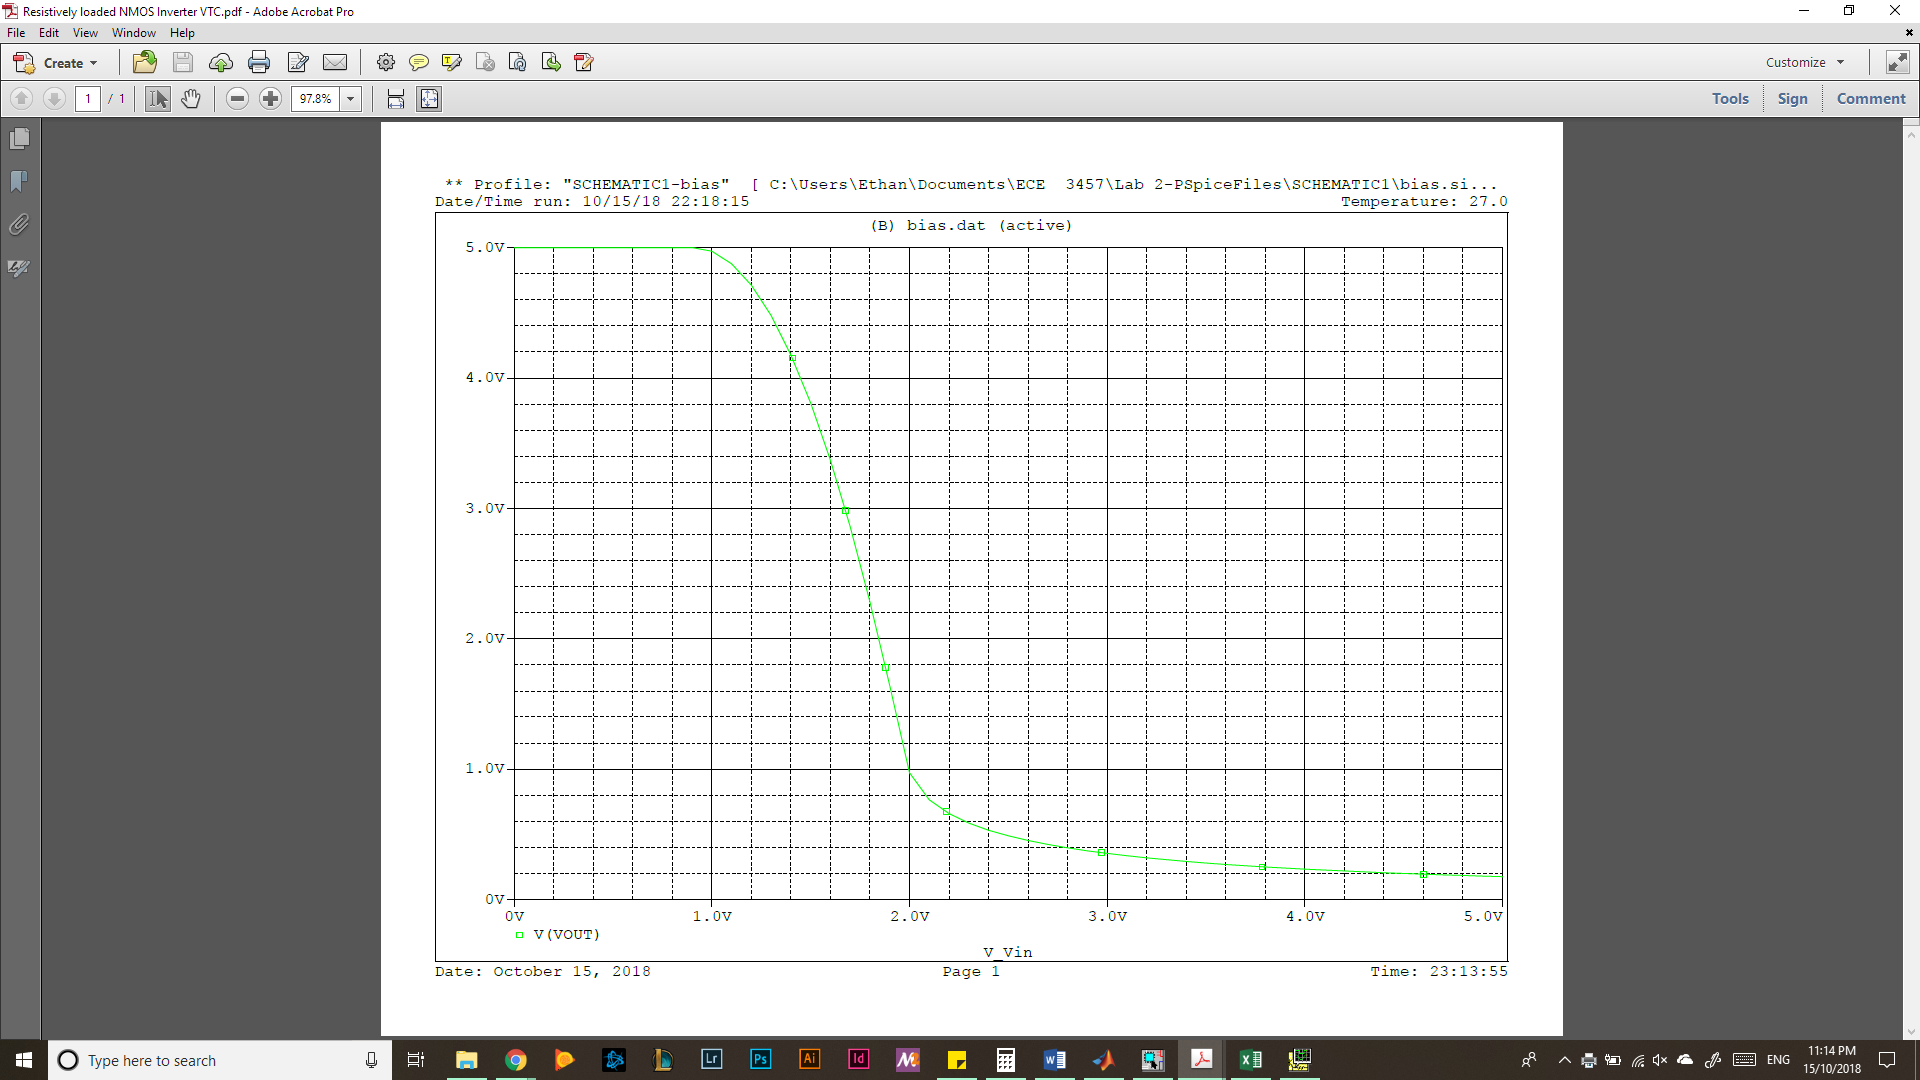 Resistively loaded NMOS Inverter VTC.pdf - Adobe Acrobat Pro
File Edit View Window Help
Create
Customize
1 / 1
97.8%
Tools Sign Comment
** Profile: "SCHEMATIC1-bias" [ C:\Users\Ethan\Documents\ECE 3457\Lab 2-PSpiceFiles\SCHEMATIC1\bias.si...
Date/Time run: 10/15/18 22:18:15 Temperature: 27.0
(B) bias.dat (active)
5.0V
4.0V
3.0V
2.0V
1.0V
0V
0V 1.0V 2.0V 3.0V 4.0V 5.0V
V(VOUT)
V_Vin
Date: October 15, 2018 Page 1 Time: 23:13:55
Type here to search
Lr Ps Ai Id
ENG
11:14 PM
15/10/2018